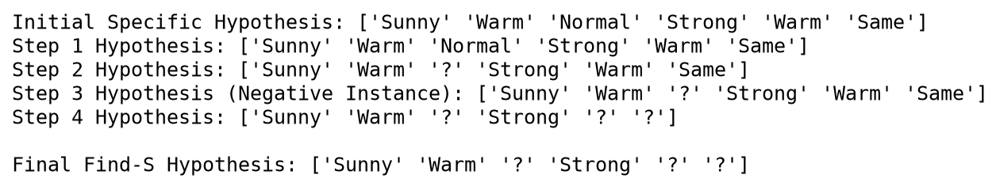 Initial Specific Hypothesis: ['Sunny' 'Warm' 'Normal' 'Strong' 'Warm' 'Same']
Step 1 Hypothesis: ['Sunny' 'Warm' 'Normal' 'Strong' 'Warm' 'Same']
Step 2 Hypothesis: ['Sunny' 'Warm' '?' 'Strong' 'Warm' 'Same']
Step 3 Hypothesis (Negative Instance): ['Sunny' 'Warm' '?' 'Strong' 'Warm' 'Same']
Step 4 Hypothesis: ['Sunny' 'Warm' '?' 'Strong' '?' '?']
Final Find-S Hypothesis: ['Sunny' 'Warm' '?' 'Strong' '?' '?']